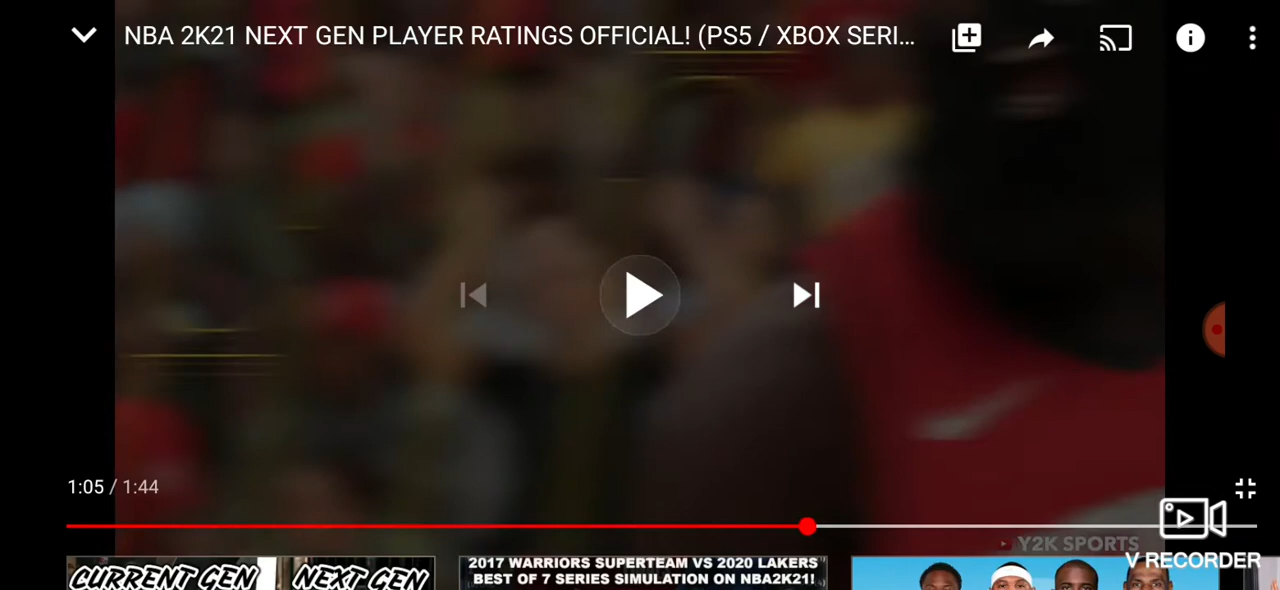 NBA 2K21 NEXT GEN PLAYER RATINGS OFFICIAL! (PS5 / XBOX SERI...
1:05 / 1:44
Y2K SPORTS
V RECORDER
CURRENT GEN NEXT GEN
2017 WARRIORS SUPERTEAM VS 2020 LAKERS
BEST OF 7 SERIES SIMULATION ON NBA2K21!